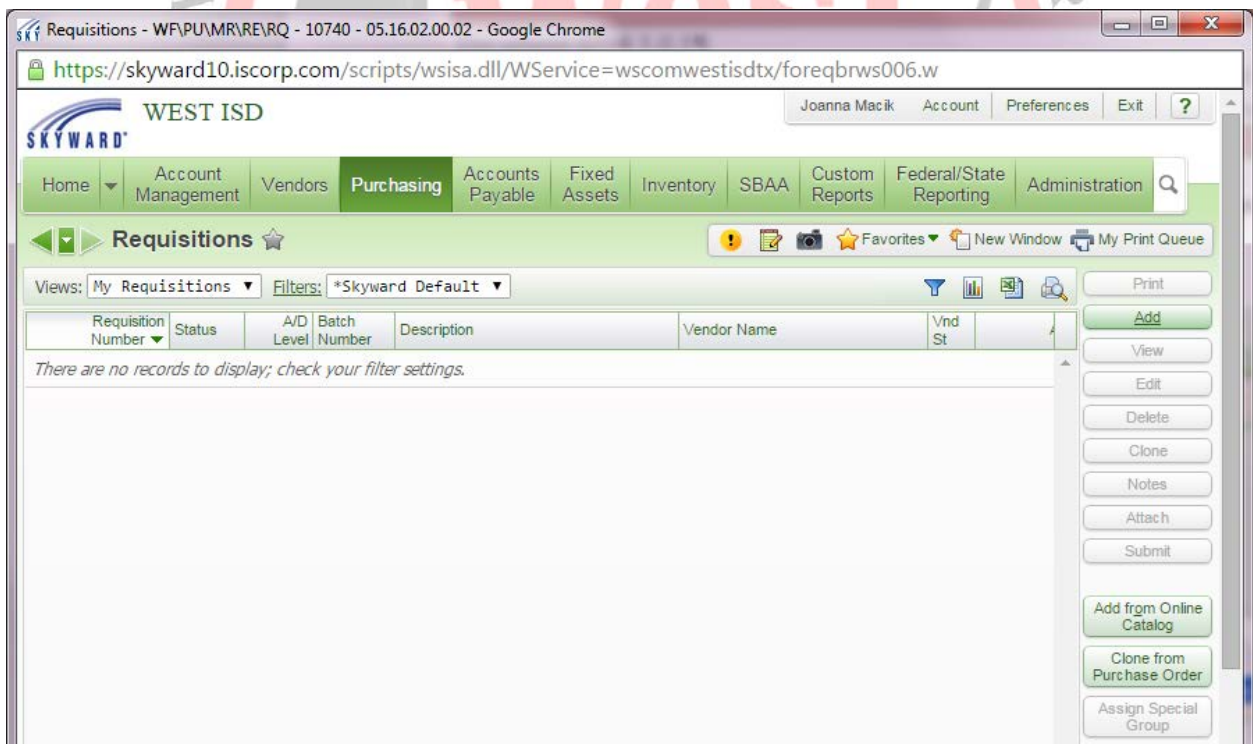 Requisitions - WF\PU\MR\RE\RQ - 10740 - 05.16.02.00.02 - Google Chrome
https://skyward10.iscorp.com/scripts/wsisa.dll/WService=wscomwestisdtx/foreqbrws006.w
SKYWARD
WEST ISD
Joanna Macik Account Preferences Exit ?
Home Account Management Vendors Purchasing Accounts Payable Fixed Assets Inventory SBAA Custom Reports Federal/State Reporting Administration
Requisitions
Favorites New Window My Print Queue
Views: My Requisitions Filters: *Skyward Default
Requisition Number Status A/D Level Batch Number Description Vendor Name Vnd St
There are no records to display; check your filter settings.
Print
Add
View
Edit
Delete
Clone
Notes
Attach
Submit
Add from Online
Catalog
Clone from
Purchase Order
Assign Special
Group